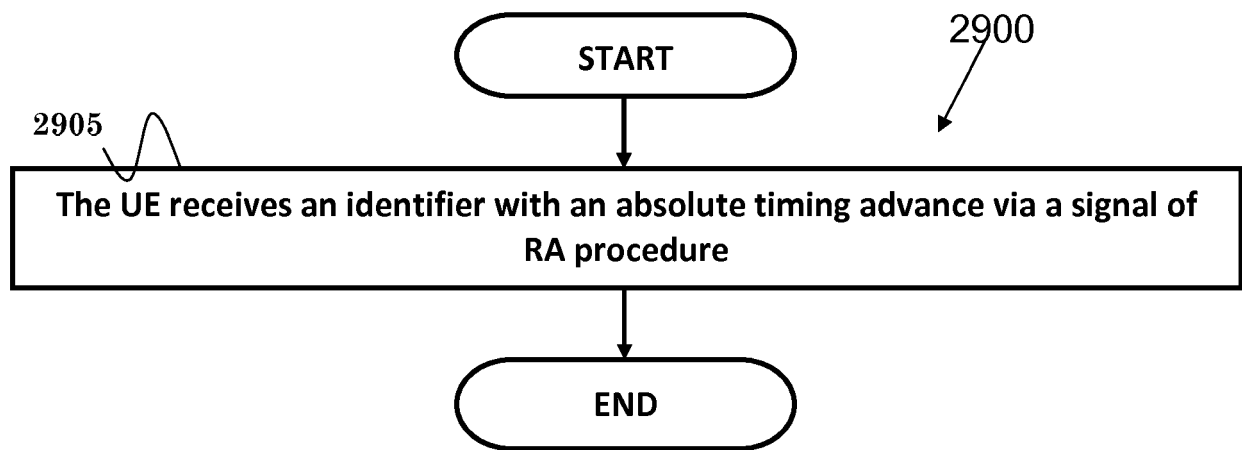 START
2900
2905
The UE receives an identifier with an absolute timing advance via a signal of
RA procedure
END